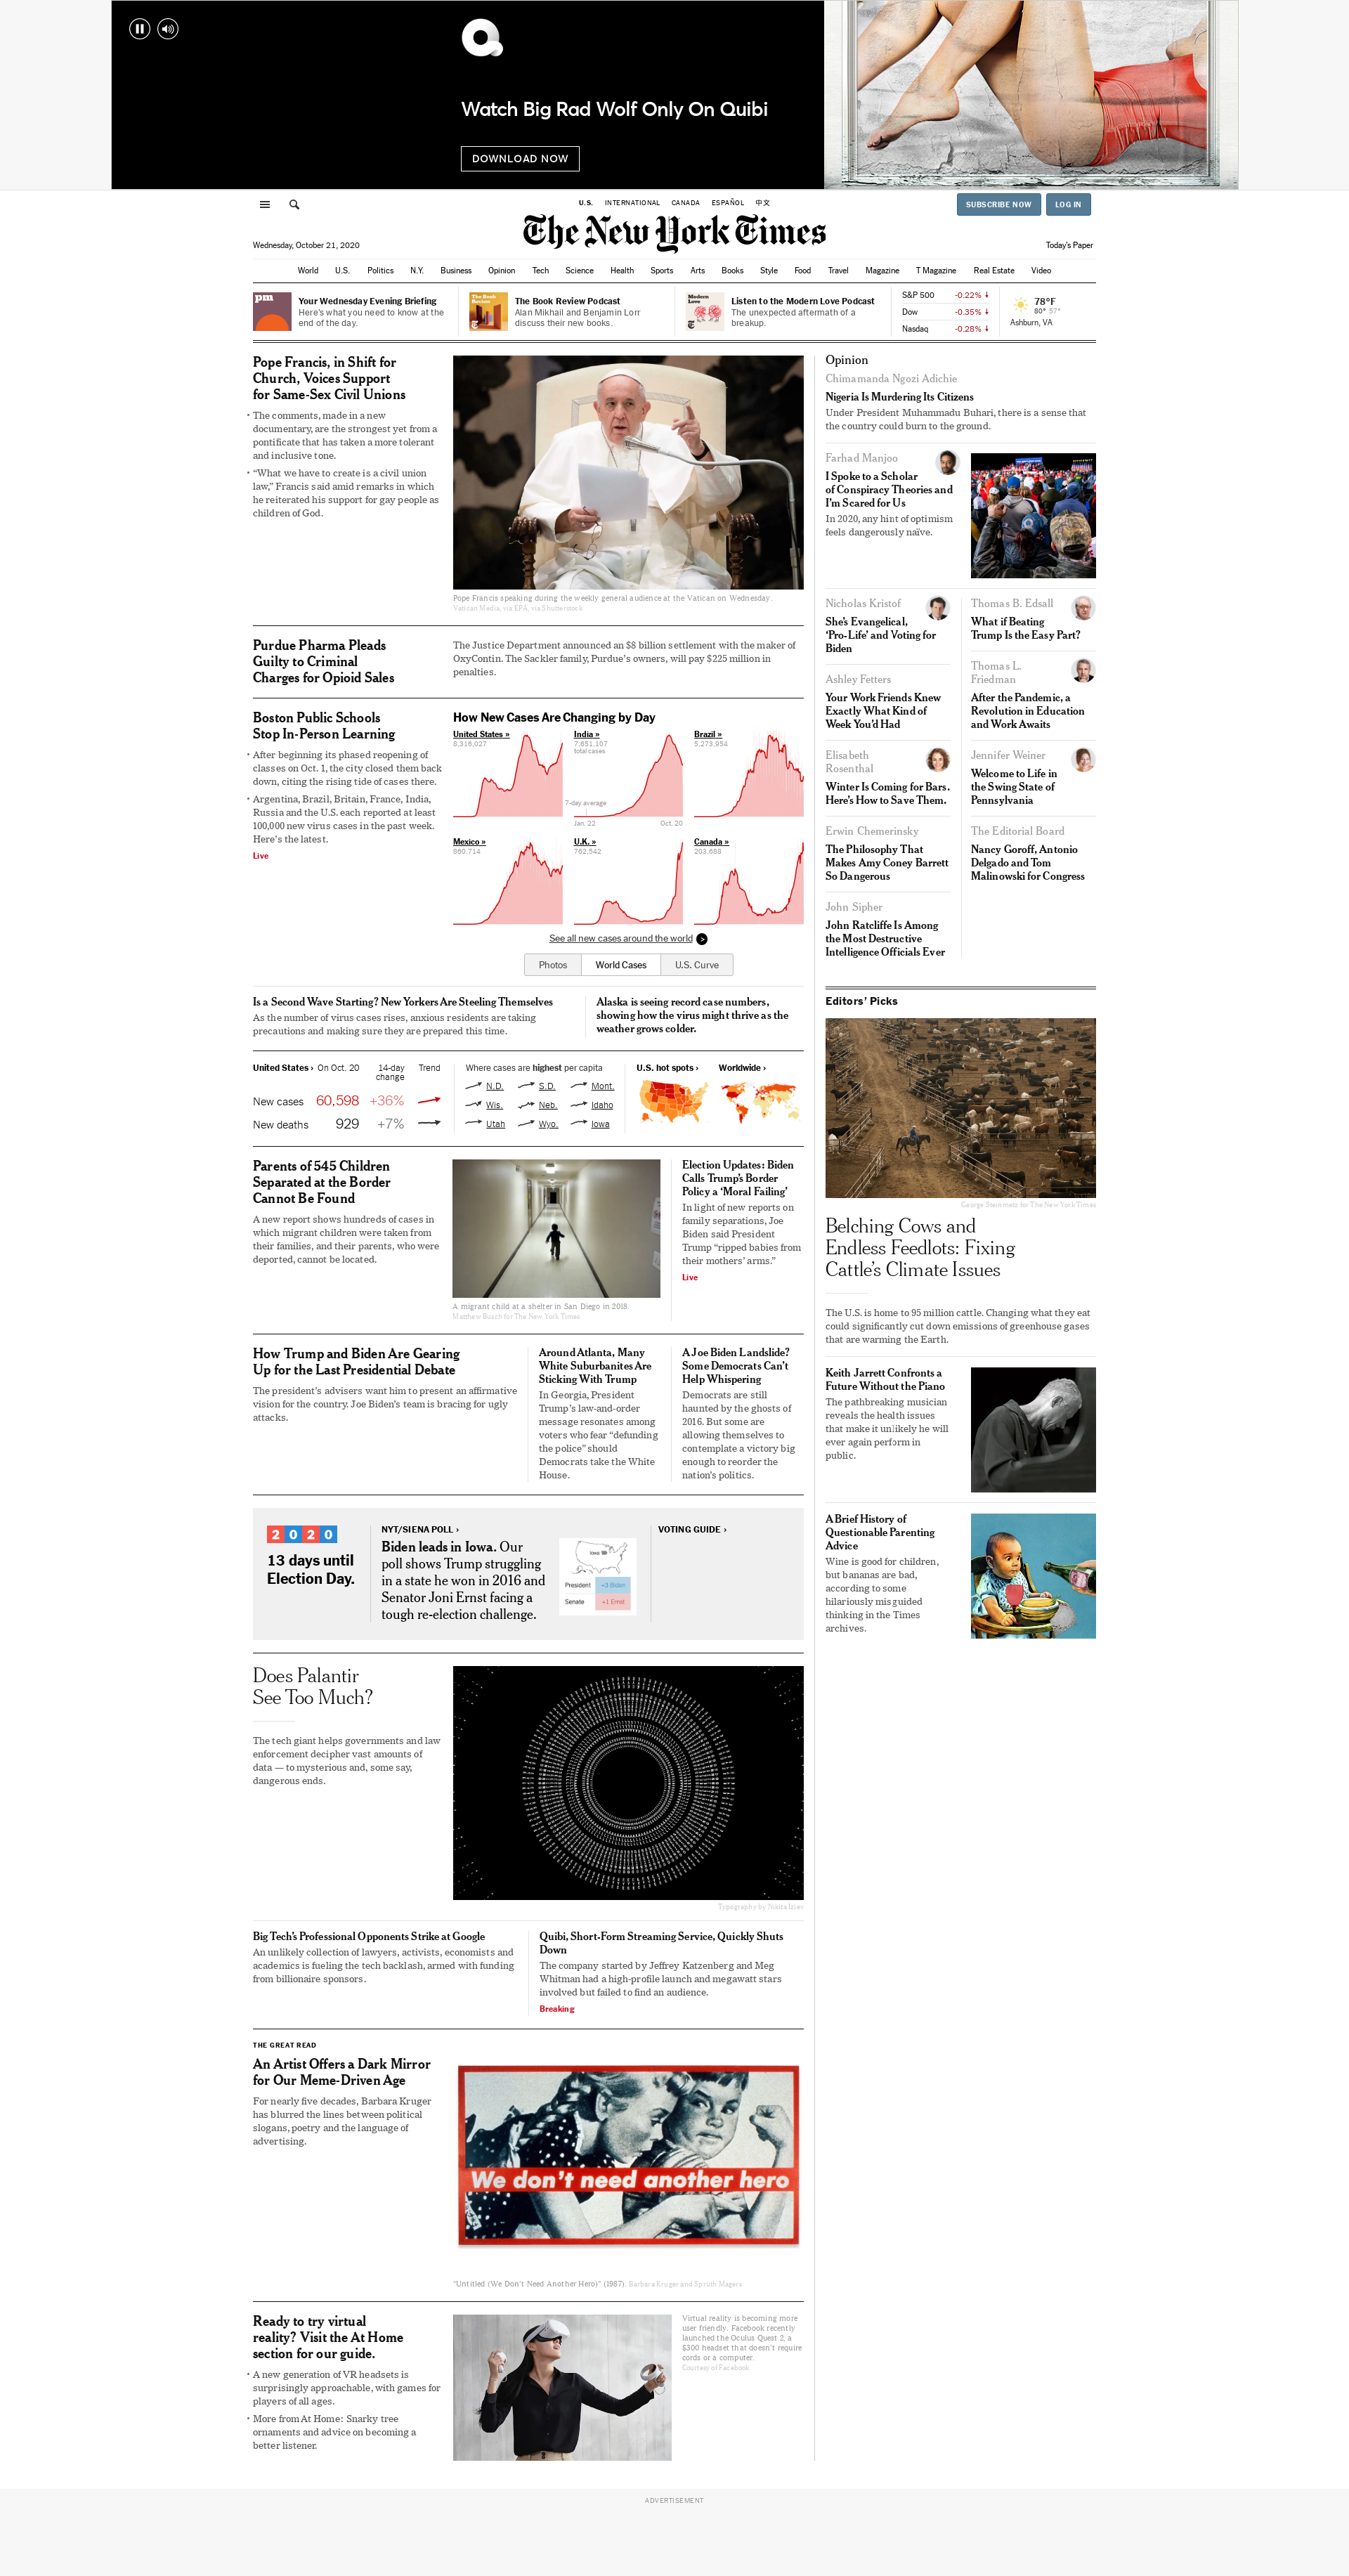 Watch Big Rad Wolf Only On Quibi
DOWNLOAD NOW
U.S. INTERNATIONAL CANADA ESPAÑOL 中文
SUBSCRIBE NOW LOG IN
The New York Times
Wednesday, October 21, 2020
Today's Paper
World U.S. Politics N.Y. Business Opinion Tech Science Health Sports Arts Books Style Food Travel Magazine T Magazine Real Estate Video
pm
Your Wednesday Evening Briefing
Here's what you need to know at the
end of the day.
The Book Review
The Book Review Podcast
Alan Mikhail and Benjamin Lorr
discuss their new books.
Modern Love
Listen to the Modern Love Podcast
The unexpected aftermath of a
breakup.
S&P 500 -0.22%
Dow -0.35%
Nasdaq -0.28%
78°F
80° 57°
Ashburn, VA
Pope Francis, in Shift for
Church, Voices Support
for Same-Sex Civil Unions
• The comments, made in a new
documentary, are the strongest yet from a
pontificate that has taken a more tolerant
and inclusive tone.
• “What we have to create is a civil union
law,” Francis said amid remarks in which
he reiterated his support for gay people as
children of God.
Pope Francis speaking during the weekly general audience at the Vatican on Wednesday.
Vatican Media, via EPA, via Shutterstock
Purdue Pharma Pleads
Guilty to Criminal
Charges for Opioid Sales
The Justice Department announced an $8 billion settlement with the maker of
OxyContin. The Sackler family, Purdue’s owners, will pay $225 million in
penalties.
Boston Public Schools
Stop In-Person Learning
• After beginning its phased reopening of
classes on Oct. 1, the city closed them back
down, citing the rising tide of cases there.
• Argentina, Brazil, Britain, France, India,
Russia and the U.S. each reported at least
100,000 new virus cases in the past week.
Here’s the latest.
Live
How New Cases Are Changing by Day
United States »
8,316,027
India »
7,651,107
total cases
Brazil »
5,273,954
7-day average
Jan. 22 Oct. 20
Mexico »
860,714
U.K. »
762,542
Canada »
203,688
See all new cases around the world >
Photos World Cases U.S. Curve
Is a Second Wave Starting? New Yorkers Are Steeling Themselves
As the number of virus cases rises, anxious residents are taking
precautions and making sure they are prepared this time.
Alaska is seeing record case numbers,
showing how the virus might thrive as the
weather grows colder.
United States › On Oct. 20 14-day
change Trend
New cases 60,598 +36%
New deaths 929 +7%
Where cases are highest per capita
N.D. S.D. Mont.
Wis. Neb. Idaho
Utah Wyo. Iowa
U.S. hot spots › Worldwide ›
Parents of 545 Children
Separated at the Border
Cannot Be Found
A new report shows hundreds of cases in
which migrant children were taken from
their families, and their parents, who were
deported, cannot be located.
A migrant child at a shelter in San Diego in 2018.
Matthew Busch for The New York Times
Election Updates: Biden
Calls Trump’s Border
Policy a ‘Moral Failing’
In light of new reports on
family separations, Joe
Biden said President
Trump “ripped babies from
their mothers’ arms.”
Live
How Trump and Biden Are Gearing
Up for the Last Presidential Debate
The president’s advisers want him to present an affirmative
vision for the country. Joe Biden’s team is bracing for ugly
attacks.
Around Atlanta, Many
White Suburbanites Are
Sticking With Trump
In Georgia, President
Trump’s law-and-order
message resonates among
voters who fear “defunding
the police” should
Democrats take the White
House.
A Joe Biden Landslide?
Some Democrats Can’t
Help Whispering
Democrats are still
haunted by the ghosts of
2016. But some are
allowing themselves to
contemplate a victory big
enough to reorder the
nation’s politics.
2020
13 days until
Election Day.
NYT/SIENA POLL ›
Biden leads in Iowa. Our
poll shows Trump struggling
in a state he won in 2016 and
Senator Joni Ernst facing a
tough re-election challenge.
Iowa
President +3 Biden
Senate +1 Ernst
VOTING GUIDE ›
Does Palantir
See Too Much?
The tech giant helps governments and law
enforcement decipher vast amounts of
data — to mysterious and, some say,
dangerous ends.
Typography by Nikita Iziev
Big Tech’s Professional Opponents Strike at Google
An unlikely collection of lawyers, activists, economists and
academics is fueling the tech backlash, armed with funding
from billionaire sponsors.
Quibi, Short-Form Streaming Service, Quickly Shuts
Down
The company started by Jeffrey Katzenberg and Meg
Whitman had a high-profile launch and megawatt stars
involved but failed to find an audience.
Breaking
THE GREAT READ
An Artist Offers a Dark Mirror
for Our Meme-Driven Age
For nearly five decades, Barbara Kruger
has blurred the lines between political
slogans, poetry and the language of
advertising.
We don’t need another hero
“Untitled (We Don’t Need Another Hero)” (1987). Barbara Kruger and Sprüth Magers
Ready to try virtual
reality? Visit the At Home
section for our guide.
• A new generation of VR headsets is
surprisingly approachable, with games for
players of all ages.
• More from At Home: Snarky tree
ornaments and advice on becoming a
better listener.
Virtual reality is becoming more
user friendly. Facebook recently
launched the Oculus Quest 2, a
$300 headset that doesn’t require
cords or a computer.
Courtesy of Facebook
Opinion
Chimamanda Ngozi Adichie
Nigeria Is Murdering Its Citizens
Under President Muhammadu Buhari, there is a sense that
the country could burn to the ground.
Farhad Manjoo
I Spoke to a Scholar
of Conspiracy Theories and
I’m Scared for Us
In 2020, any hint of optimism
feels dangerously naïve.
Nicholas Kristof
She’s Evangelical,
‘Pro-Life’ and Voting for
Biden
Ashley Fetters
Your Work Friends Knew
Exactly What Kind of
Week You’d Had
Elisabeth
Rosenthal
Winter Is Coming for Bars.
Here’s How to Save Them.
Erwin Chemerinsky
The Philosophy That
Makes Amy Coney Barrett
So Dangerous
John Sipher
John Ratcliffe Is Among
the Most Destructive
Intelligence Officials Ever
Thomas B. Edsall
What if Beating
Trump Is the Easy Part?
Thomas L.
Friedman
After the Pandemic, a
Revolution in Education
and Work Awaits
Jennifer Weiner
Welcome to Life in
the Swing State of
Pennsylvania
The Editorial Board
Nancy Goroff, Antonio
Delgado and Tom
Malinowski for Congress
Editors’ Picks
George Steinmetz for The New York Times
Belching Cows and
Endless Feedlots: Fixing
Cattle’s Climate Issues
The U.S. is home to 95 million cattle. Changing what they eat
could significantly cut down emissions of greenhouse gases
that are warming the Earth.
Keith Jarrett Confronts a
Future Without the Piano
The pathbreaking musician
reveals the health issues
that make it unlikely he will
ever again perform in
public.
A Brief History of
Questionable Parenting
Advice
Wine is good for children,
but bananas are bad,
according to some
hilariously misguided
thinking in the Times
archives.
ADVERTISEMENT